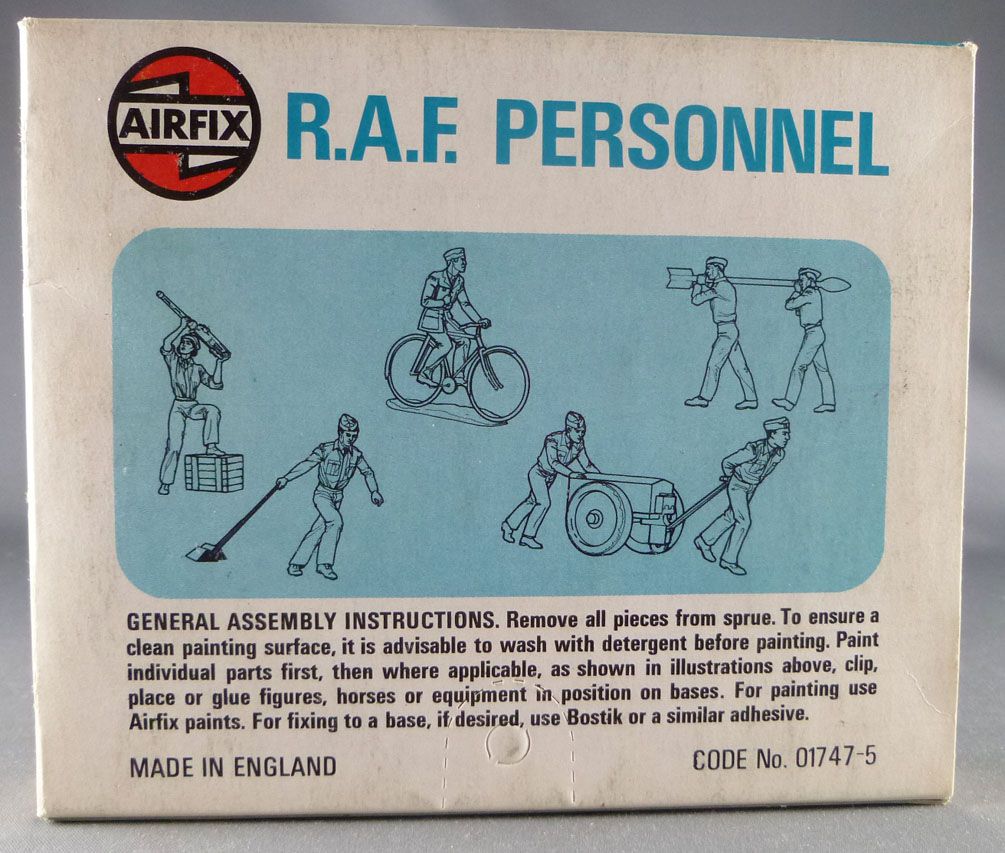 AIRFIX
R.A.F. PERSONNEL
GENERAL ASSEMBLY INSTRUCTIONS. Remove all pieces from sprue. To ensure a
clean painting surface, it is advisable to wash with detergent before painting. Paint
individual parts first, then where applicable, as shown in illustrations above, clip,
place or glue figures, horses or equipment in position on bases. For painting use
Airfix paints. For fixing to a base, if desired, use Bostik or a similar adhesive.
MADE IN ENGLAND
CODE No. 01747-5